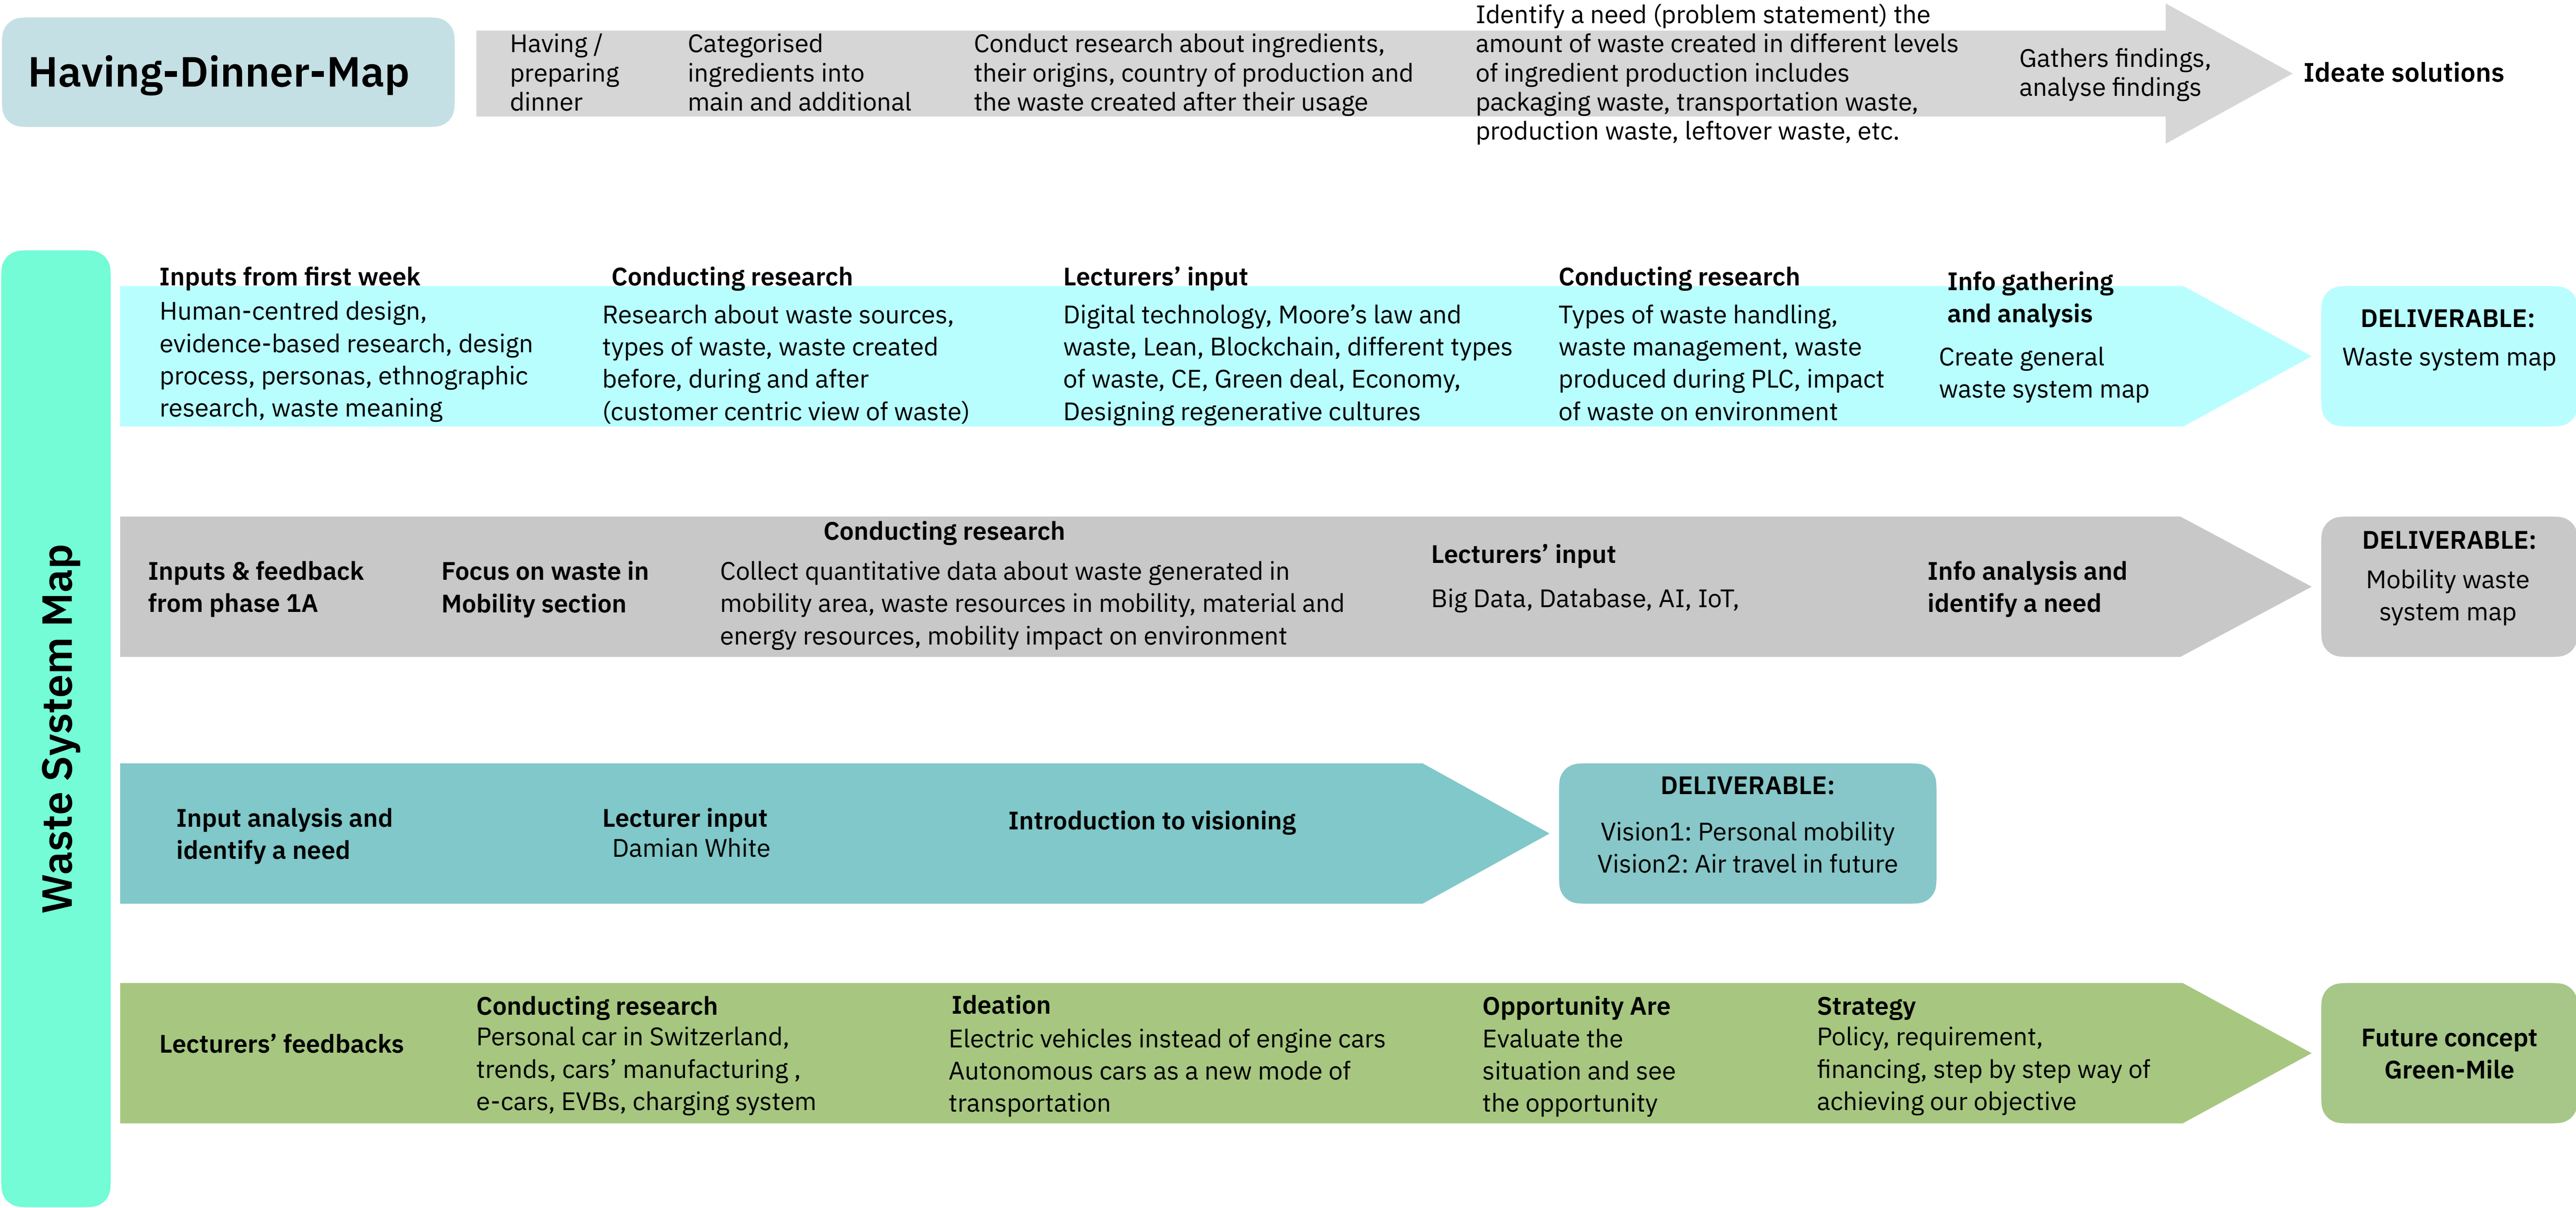 Having-Dinner-Map
Having /
preparing
dinner
Categorised
ingredients into
main and additional
Conduct research about ingredients,
their origins, country of production and
the waste created after their usage
Identify a need (problem statement) the
amount of waste created in different levels
of ingredient production includes
packaging waste, transportation waste,
production waste, leftover waste, etc.
Gathers findings,
analyse findings
Ideate solutions
Waste System Map
Inputs from first week
Human-centred design,
evidence-based research, design
process, personas, ethnographic
research, waste meaning
Conducting research
Research about waste sources,
types of waste, waste created
before, during and after
(customer centric view of waste)
Lecturers’ input
Digital technology, Moore’s law and
waste, Lean, Blockchain, different types
of waste, CE, Green deal, Economy,
Designing regenerative cultures
Conducting research
Types of waste handling,
waste management, waste
produced during PLC, impact
of waste on environment
Info gathering
and analysis
Create general
waste system map
DELIVERABLE:
Waste system map
Inputs & feedback
from phase 1A
Focus on waste in
Mobility section
Conducting research
Collect quantitative data about waste generated in
mobility area, waste resources in mobility, material and
energy resources, mobility impact on environment
Lecturers’ input
Big Data, Database, AI, IoT,
Info analysis and
identify a need
DELIVERABLE:
Mobility waste
system map
Input analysis and
identify a need
Lecturer input
Damian White
Introduction to visioning
DELIVERABLE:
Vision1: Personal mobility
Vision2: Air travel in future
Lecturers’ feedbacks
Conducting research
Personal car in Switzerland,
trends, cars’ manufacturing ,
e-cars, EVBs, charging system
Ideation
Electric vehicles instead of engine cars
Autonomous cars as a new mode of
transportation
Opportunity Are
Evaluate the
situation and see
the opportunity
Strategy
Policy, requirement,
financing, step by step way of
achieving our objective
Future concept
Green-Mile